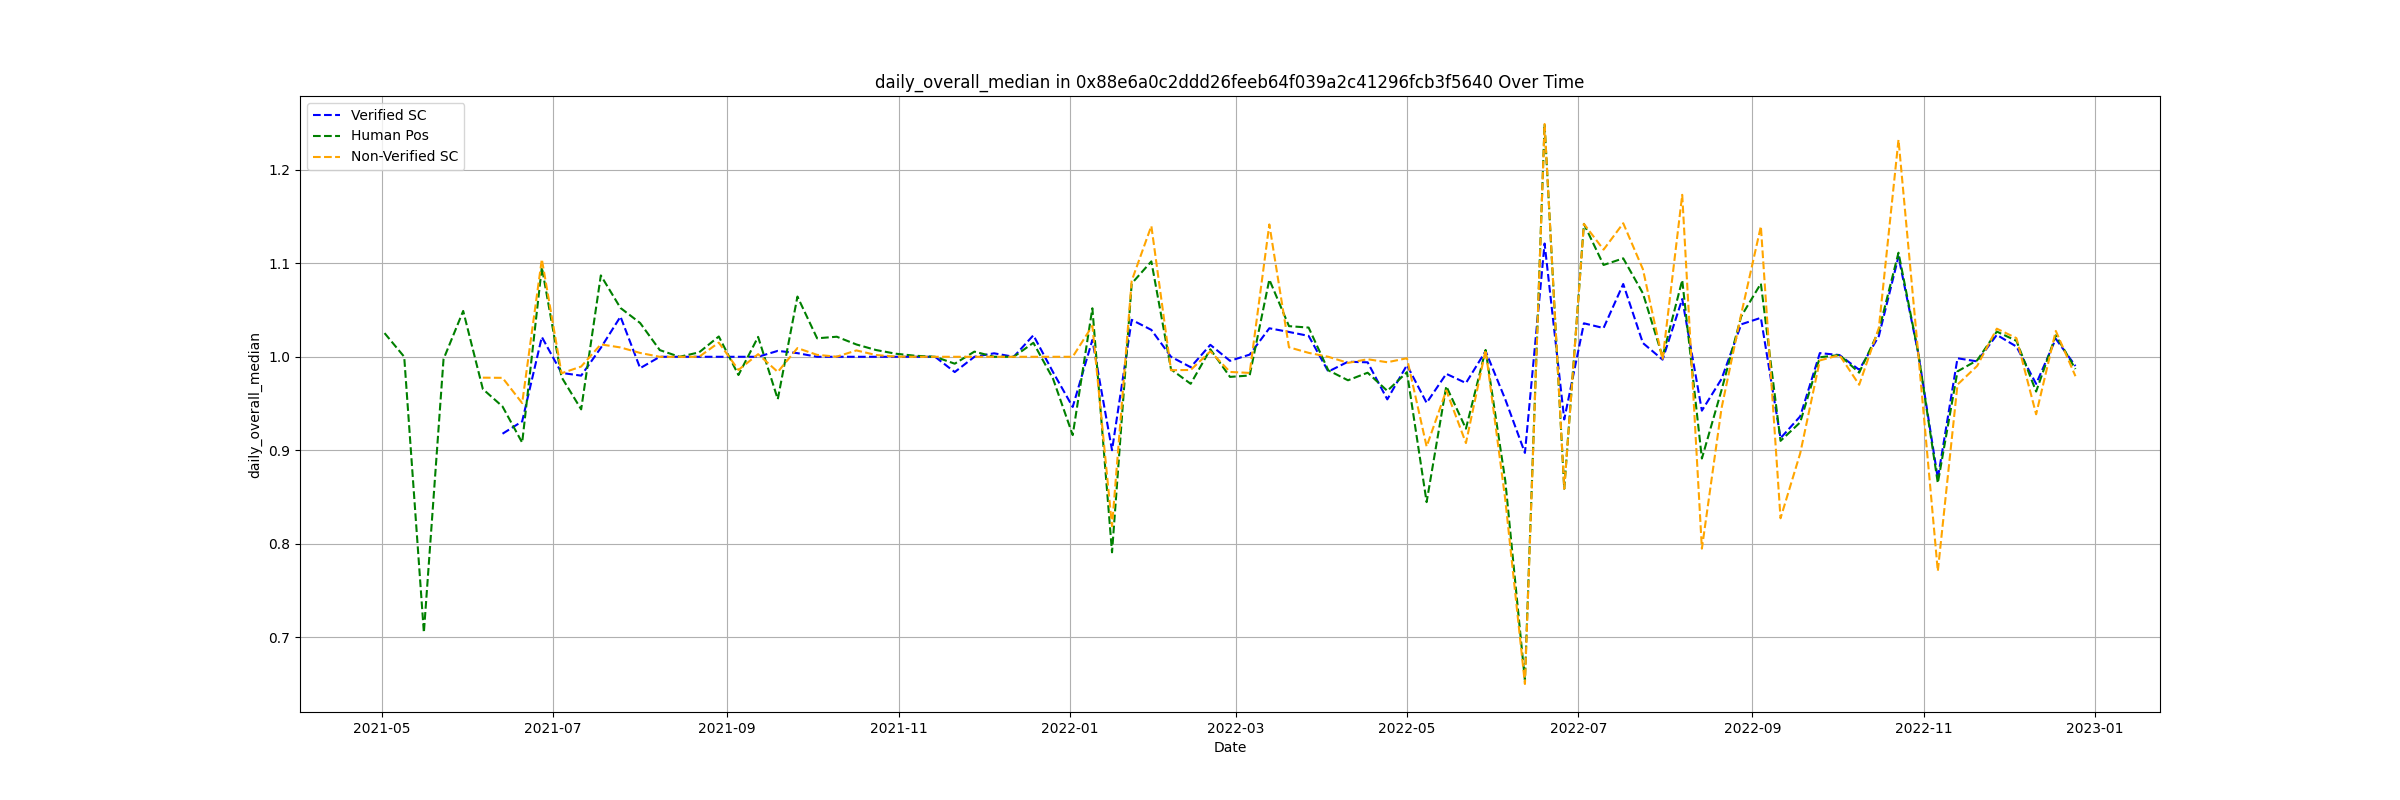 daily_overall_median in 0x88e6a0c2ddd26feeb64f039a2c41296fcb3f5640 Over Time
Verified SC
Human Pos
Non-Verified SC
daily_overall_median
1.2
1.1
1.0
0.9
0.8
0.7
2021-05 2021-07 2021-09 2021-11 2022-01 2022-03 2022-05 2022-07 2022-09 2022-11 2023-01
Date